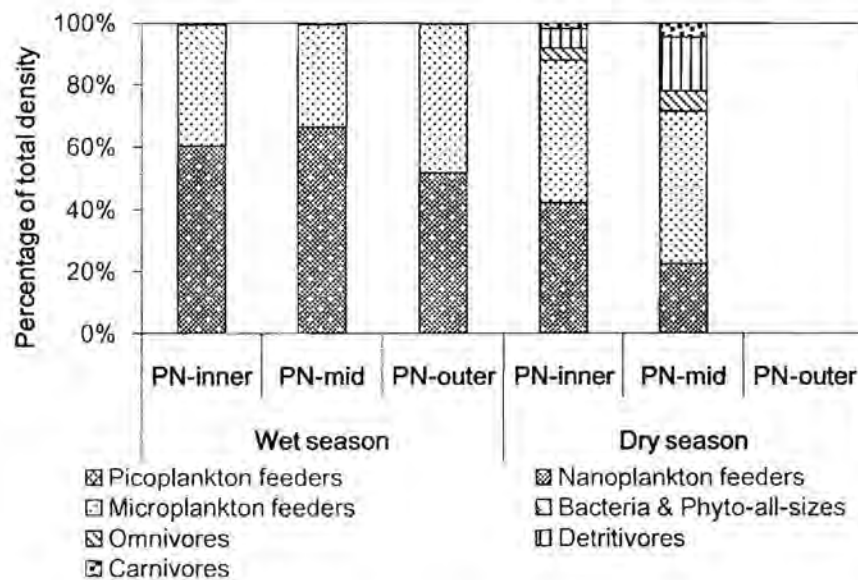 100%
80%
60%
40%
20%
0%
Percentage of total density
PN-inner PN-mid PN-outer PN-inner PN-mid PN-outer
Wet season Dry season
Picoplankton feeders Nanoplankton feeders
Microplankton feeders Bacteria & Phyto-all-sizes
Omnivores Detritivores
Carnivores